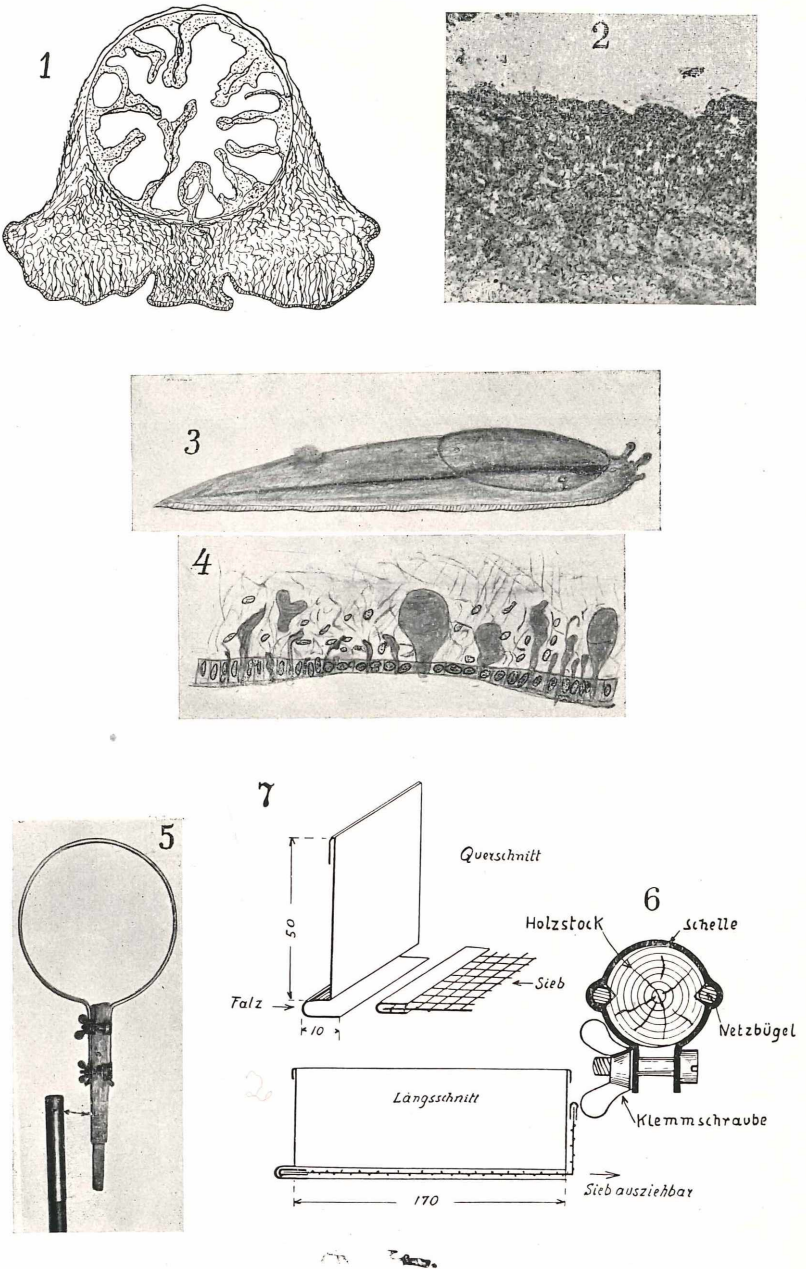 1
2
3
4
5
7
Querschnitt
50
Falz
10
Sieb
6
Holzstock
Schelle
Netzbügel
Klemmschraube
Längsschnitt
170
Sieb ausziehbar